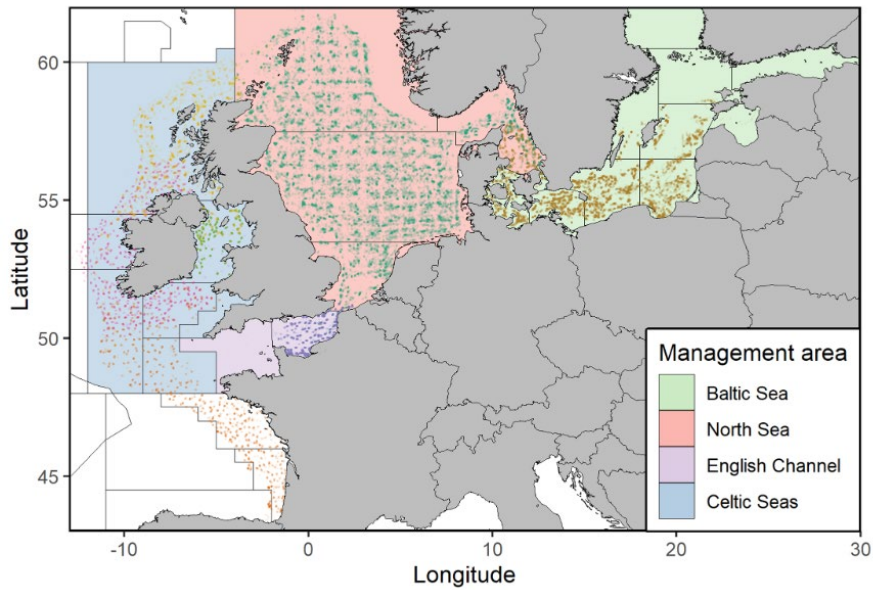 60
55
50
45
Latitude
Management area
Baltic Sea
North Sea
English Channel
Celtic Seas
-10
0
10
20
30
Longitude